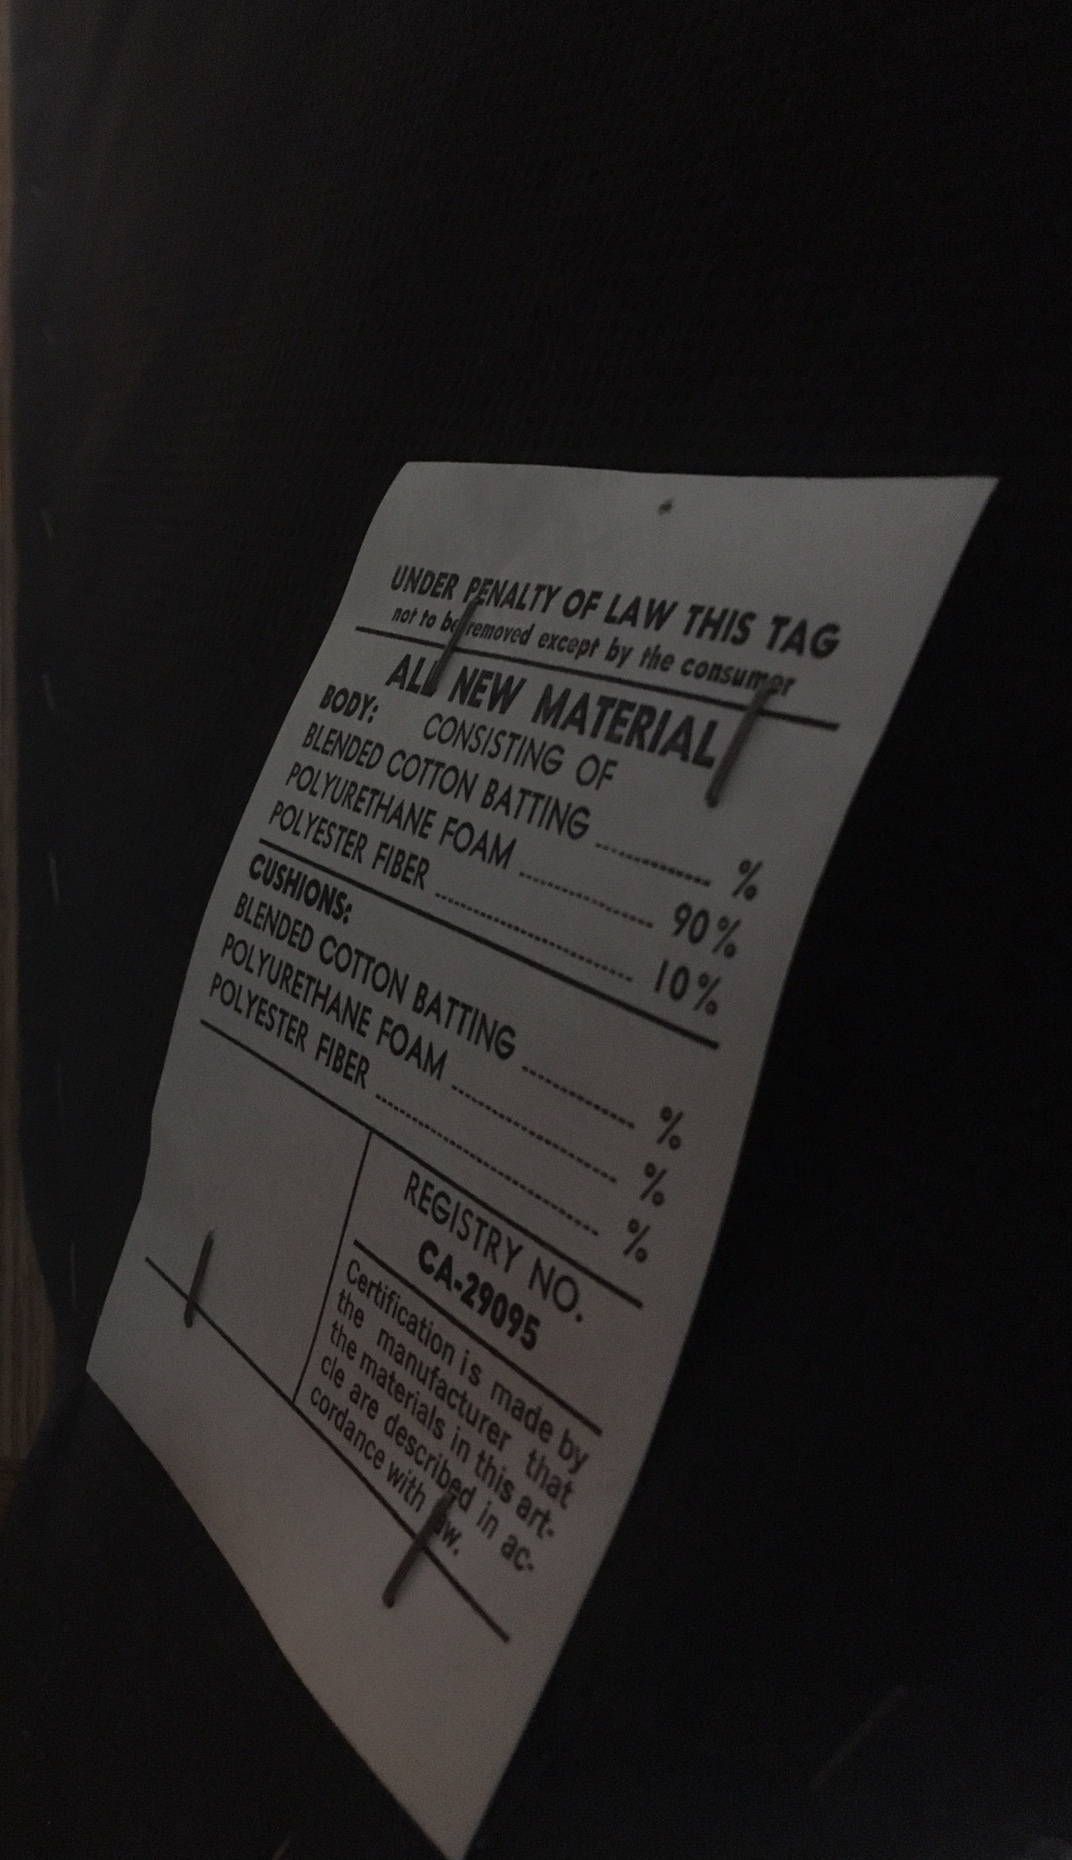 UNDER PENALTY OF LAW THIS TAG
not to be removed except by the consumer
ALL NEW MATERIAL
CONSISTING OF
BODY:
BLENDED COTTON BATTING ............... %
POLYURETHANE FOAM ............... 90%
POLYESTER FIBER ............... 10%
CUSHIONS:
BLENDED COTTON BATTING ............... %
POLYURETHANE FOAM ............... %
POLYESTER FIBER ............... %
REGISTRY NO.
CA-29095
Certification is made by
the manufacturer that
the materials in this art-
cle are described in ac-
cordance with law.